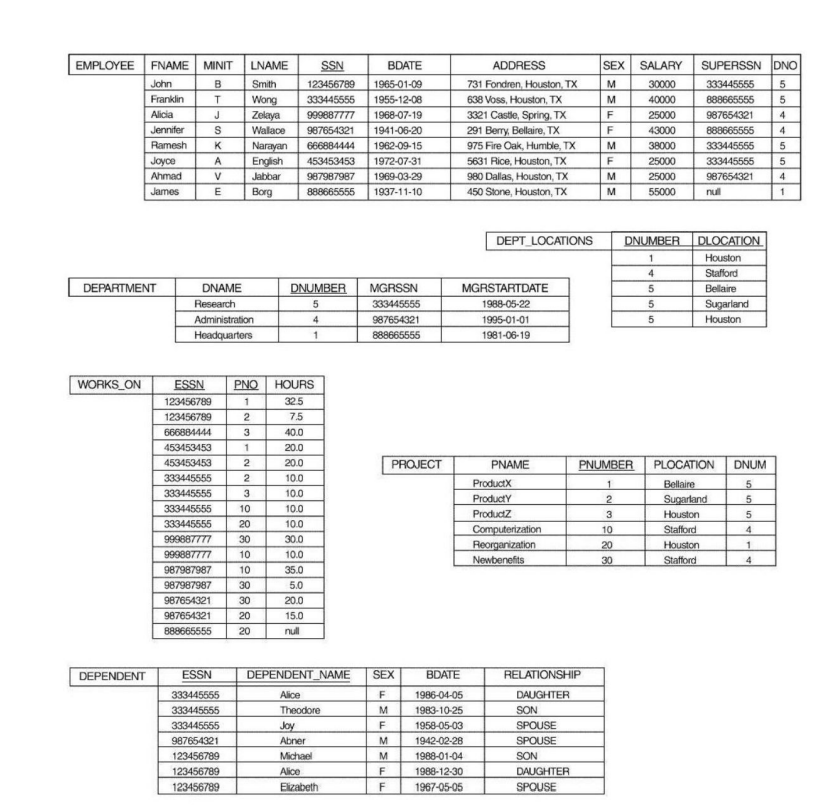 EMPLOYEE FNAME MINIT LNAME SSN BDATE ADDRESS SEX SALARY SUPERSSN DNO
John B Smith 123456789 1965-01-09 731 Fondren, Houston, TX M 30000 333445555 5
Franklin T Wong 333445555 1955-12-08 638 Voss, Houston, TX M 40000 888665555 5
Alicia J Zelaya 999887777 1968-07-19 3321 Castle, Spring, TX F 25000 987654321 4
Jennifer S Wallace 987654321 1941-06-20 291 Berry, Bellaire, TX F 43000 888665555 4
Ramesh K Narayan 666884444 1962-09-15 975 Fire Oak, Humble, TX M 38000 333445555 5
Joyce A English 453453453 1972-07-31 5631 Rice, Houston, TX F 25000 333445555 5
Ahmad V Jabbar 987987987 1969-03-29 980 Dallas, Houston, TX M 25000 987654321 4
James E Borg 888665555 1937-11-10 450 Stone, Houston, TX M 55000 null 1
DEPT_LOCATIONS DNUMBER DLOCATION
1 Houston
4 Stafford
5 Bellaire
5 Sugarland
5 Houston
DEPARTMENT DNAME DNUMBER MGRSSN MGRSTARTDATE
Research 5 333445555 1988-05-22
Administration 4 987654321 1995-01-01
Headquarters 1 888665555 1981-06-19
WORKS_ON ESSN PNO HOURS
123456789 1 32.5
123456789 2 7.5
666884444 3 40.0
453453453 1 20.0
453453453 2 20.0
333445555 2 10.0
333445555 3 10.0
333445555 10 10.0
333445555 20 10.0
999887777 30 30.0
999887777 10 10.0
987987987 10 35.0
987987987 30 5.0
987654321 30 20.0
987654321 20 15.0
888665555 20 null
PROJECT PNAME PNUMBER PLOCATION DNUM
ProductX 1 Bellaire 5
ProductY 2 Sugarland 5
ProductZ 3 Houston 5
Computerization 10 Stafford 4
Reorganization 20 Houston 1
Newbenefits 30 Stafford 4
DEPENDENT ESSN DEPENDENT_NAME SEX BDATE RELATIONSHIP
333445555 Alice F 1986-04-05 DAUGHTER
333445555 Theodore M 1983-10-25 SON
333445555 Joy F 1958-05-03 SPOUSE
987654321 Abner M 1942-02-28 SPOUSE
123456789 Michael M 1988-01-04 SON
123456789 Alice F 1988-12-30 DAUGHTER
123456789 Elizabeth F 1967-05-05 SPOUSE